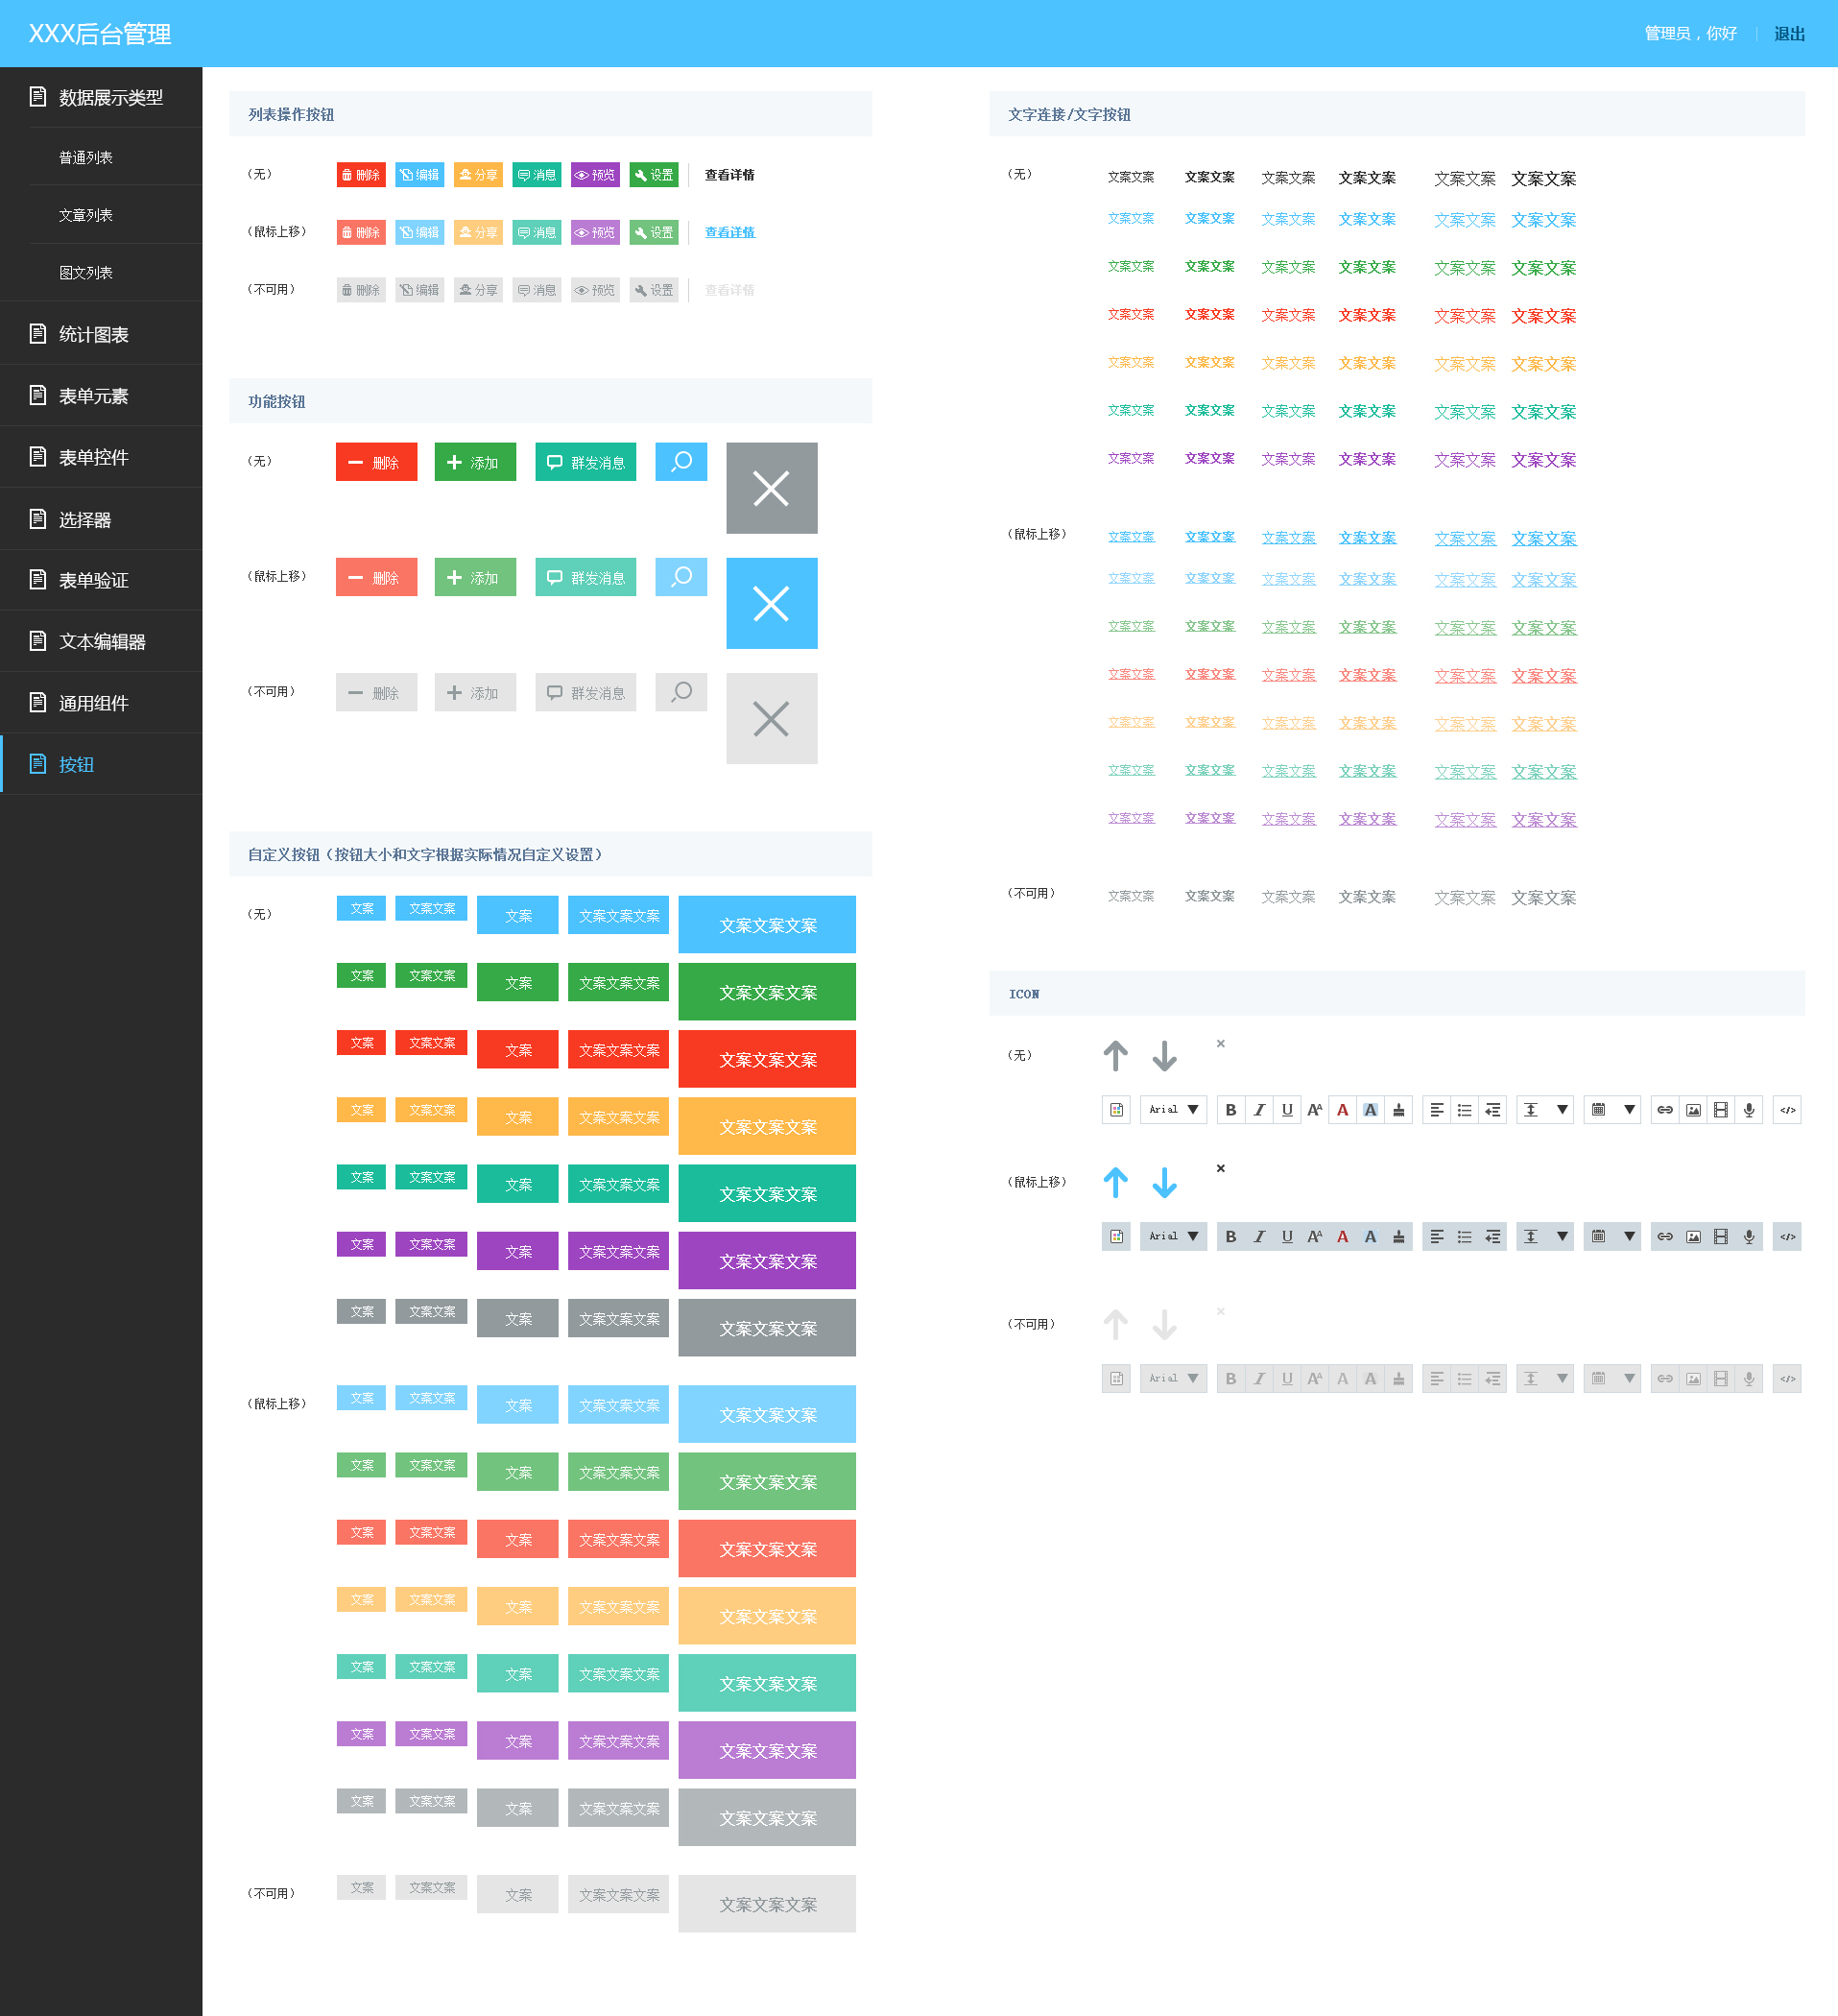 XXX后台管理
管理员，你好 退出
数据展示类型
普通列表
文章列表
图文列表
统计图表
表单元素
表单控件
选择器
表单验证
文本编辑器
通用组件
按钮
列表操作按钮
（无） 删除 编辑 分享 消息 预览 设置 查看详情
（鼠标上移） 删除 编辑 分享 消息 预览 设置 查看详情
（不可用） 删除 编辑 分享 消息 预览 设置 查看详情
功能按钮
（无） 删除 添加 群发消息
（鼠标上移） 删除 添加 群发消息
（不可用） 删除 添加 群发消息
自定义按钮（按钮大小和文字根据实际情况自定义设置）
（无） 文案 文案文案 文案 文案文案文案 文案文案文案
文案 文案文案 文案 文案文案文案 文案文案文案
文案 文案文案 文案 文案文案文案 文案文案文案
文案 文案文案 文案 文案文案文案 文案文案文案
文案 文案文案 文案 文案文案文案 文案文案文案
文案 文案文案 文案 文案文案文案 文案文案文案
文案 文案文案 文案 文案文案文案 文案文案文案
（鼠标上移） 文案 文案文案 文案 文案文案文案 文案文案文案
文案 文案文案 文案 文案文案文案 文案文案文案
文案 文案文案 文案 文案文案文案 文案文案文案
文案 文案文案 文案 文案文案文案 文案文案文案
文案 文案文案 文案 文案文案文案 文案文案文案
文案 文案文案 文案 文案文案文案 文案文案文案
文案 文案文案 文案 文案文案文案 文案文案文案
（不可用） 文案 文案文案 文案 文案文案文案 文案文案文案
文字连接/文字按钮
（无） 文案文案 文案文案 文案文案 文案文案 文案文案 文案文案
文案文案 文案文案 文案文案 文案文案 文案文案 文案文案
文案文案 文案文案 文案文案 文案文案 文案文案 文案文案
文案文案 文案文案 文案文案 文案文案 文案文案 文案文案
文案文案 文案文案 文案文案 文案文案 文案文案 文案文案
文案文案 文案文案 文案文案 文案文案 文案文案 文案文案
文案文案 文案文案 文案文案 文案文案 文案文案 文案文案
（鼠标上移） 文案文案 文案文案 文案文案 文案文案 文案文案 文案文案
文案文案 文案文案 文案文案 文案文案 文案文案 文案文案
文案文案 文案文案 文案文案 文案文案 文案文案 文案文案
文案文案 文案文案 文案文案 文案文案 文案文案 文案文案
文案文案 文案文案 文案文案 文案文案 文案文案 文案文案
文案文案 文案文案 文案文案 文案文案 文案文案 文案文案
文案文案 文案文案 文案文案 文案文案 文案文案 文案文案
（不可用） 文案文案 文案文案 文案文案 文案文案 文案文案 文案文案
ICON
（无）
Arial B I U AA A A </>
（鼠标上移）
Arial B I U AA A A </>
（不可用）
Arial B I U AA A A </>